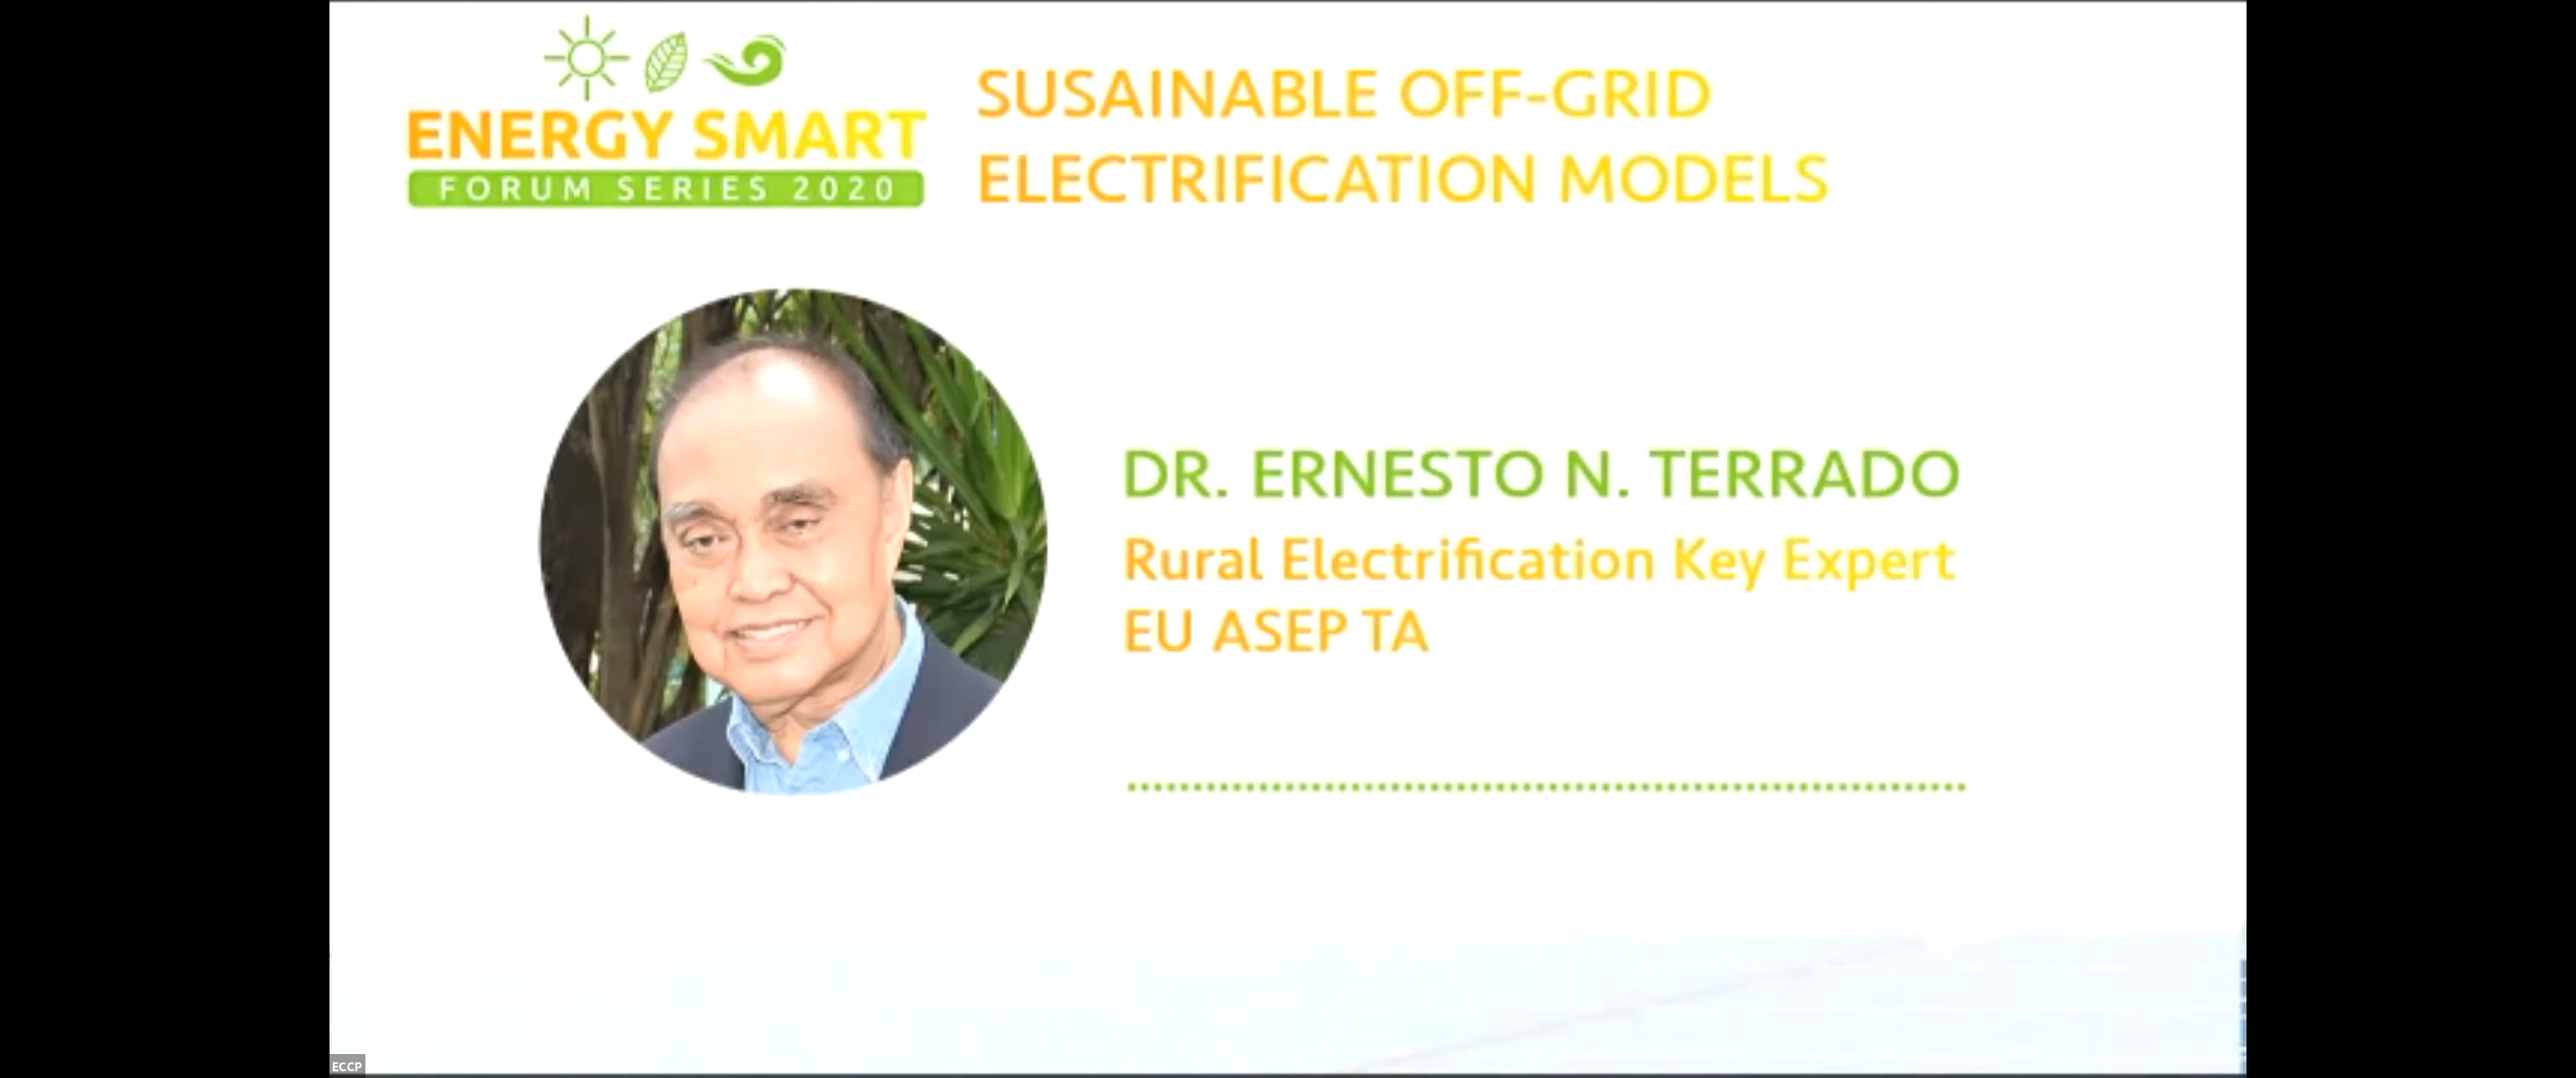 ENERGY SMART
FORUM SERIES 2020
SUSAINABLE OFF-GRID
ELECTRIFICATION MODELS
DR. ERNESTO N. TERRADO
Rural Electrification Key Expert
EU ASEP TA
ECCP